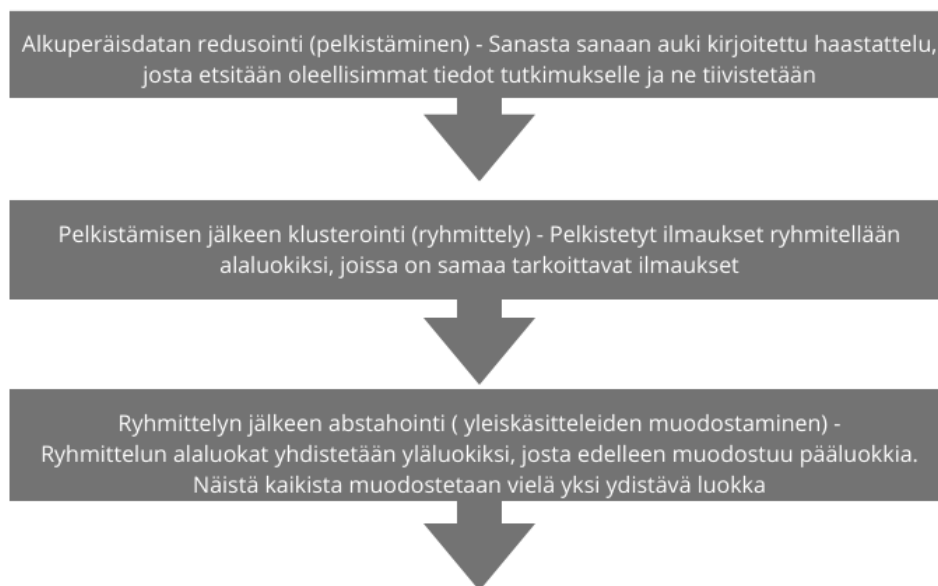 Alkuperäisdatan redusointi (pelkistäminen) - Sanasta sanaan auki kirjoitettu haastattelu,
josta etsitään oleellisimmat tiedot tutkimukselle ja ne tiivistetään
Pelkistämisen jälkeen klusterointi (ryhmittely) - Pelkistetyt ilmaukset ryhmitellään
alaluokiksi, joissa on samaa tarkoittavat ilmaukset
Ryhmittelyn jälkeen abstahointi ( yleiskäsitteleiden muodostaminen) -
Ryhmittelun alaluokat yhdistetään yläluokiksi, josta edelleen muodostuu pääluokkia.
Näistä kaikista muodostetaan vielä yksi ydistävä luokka